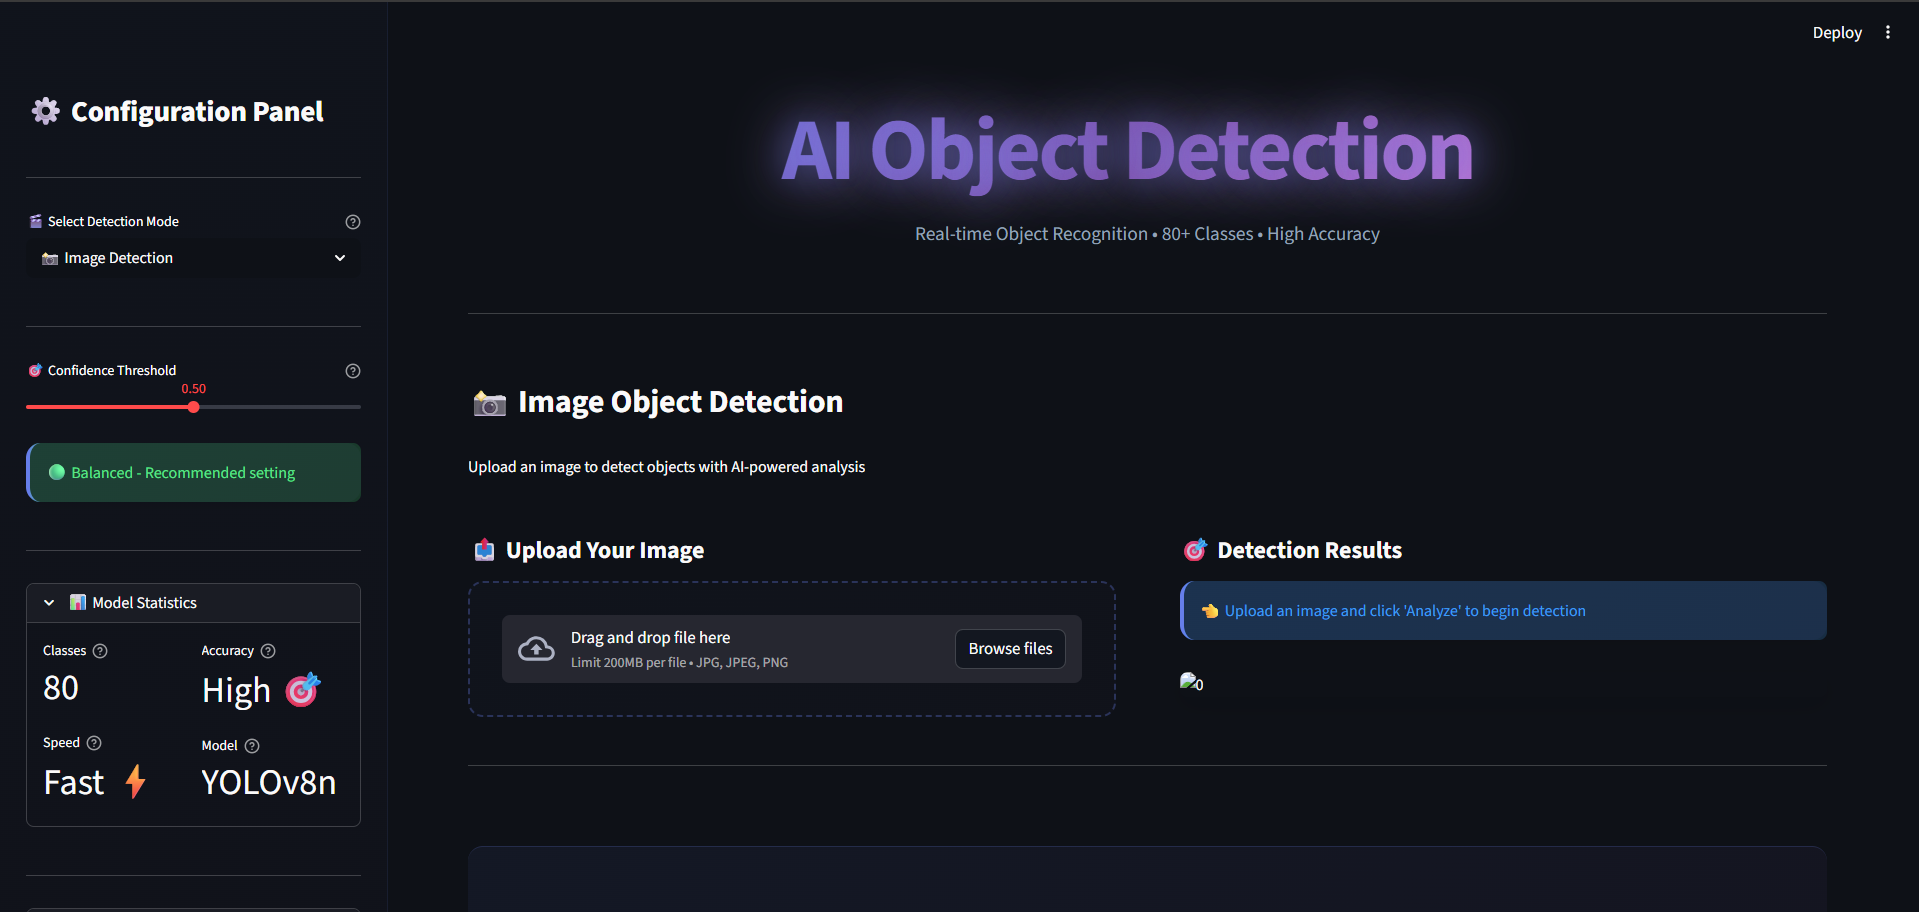 Deploy
Configuration Panel
Select Detection Mode
Image Detection
Confidence Threshold
0.50
Balanced - Recommended setting
Model Statistics
Classes
Accuracy
80
High
Speed
Model
Fast
YOLOv8n
AI Object Detection
Real-time Object Recognition • 80+ Classes • High Accuracy
Image Object Detection
Upload an image to detect objects with AI-powered analysis
Upload Your Image
Drag and drop file here
Limit 200MB per file • JPG, JPEG, PNG
Browse files
Detection Results
Upload an image and click 'Analyze' to begin detection
0